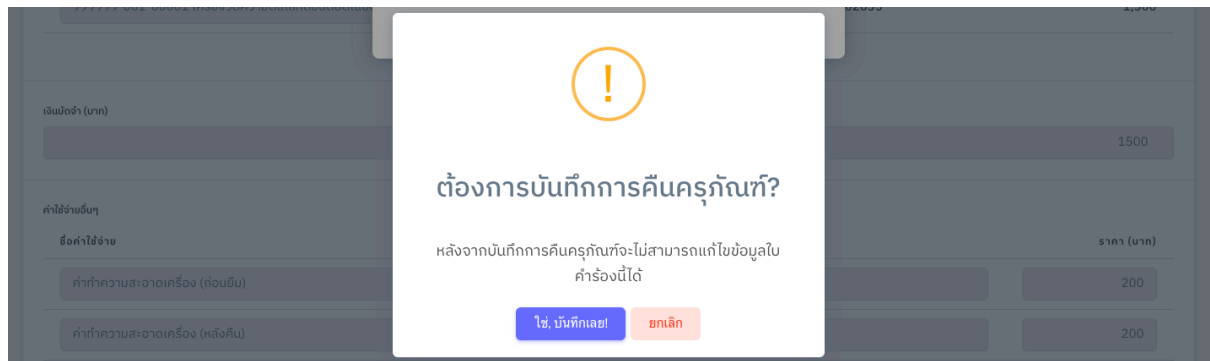 1,500
เงินมัดจำ (บาท)
1500
!
ต้องการบันทึกการคืนครุภัณฑ์?
ค่าใช้จ่ายอื่นๆ
ชื่อค่าใช้จ่าย
ราคา (บาท)
หลังจากบันทึกการคืนครุภัณฑ์จะไม่สามารถแก้ไขข้อมูลใบ
คำร้องนี้ได้
ค่าทำความสะอาดเครื่อง (ก่อนยืม)
200
ใช่, บันทึกเลย!
ยกเลิก
ค่าทำความสะอาดเครื่อง (หลังคืน)
200